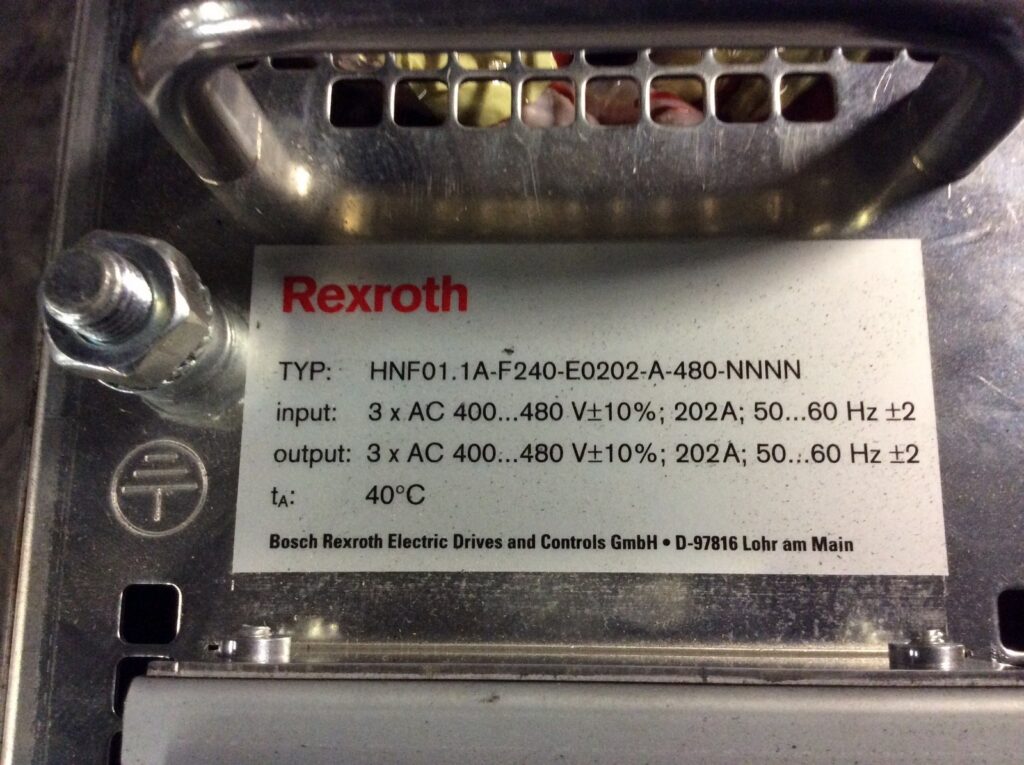 Rexroth
TYP: HNF01.1A-F240-E0202-A-480-NNNN
input: 3 x AC 400...480 V±10%; 202A; 50...60 Hz ±2
output: 3 x AC 400...480 V±10%; 202A; 50...60 Hz ±2
tA: 40°C
Bosch Rexroth Electric Drives and Controls GmbH • D-97816 Lohr am Main